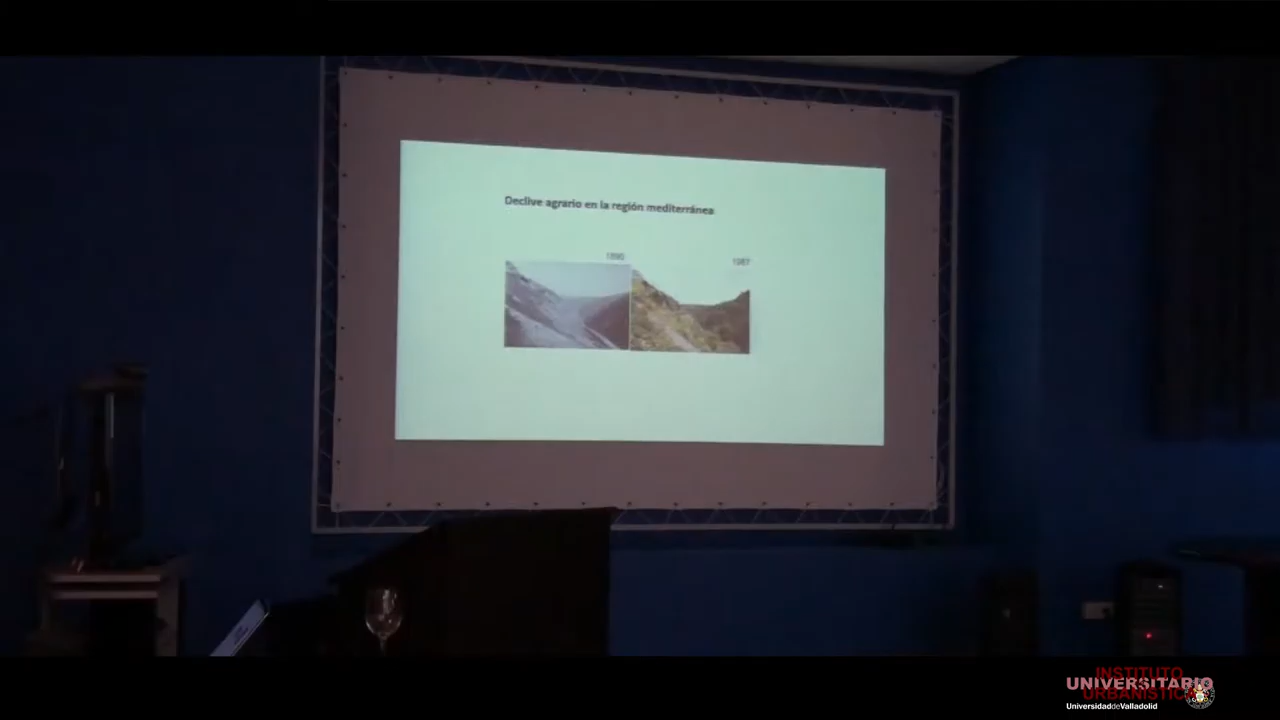 Declive agrario en la región mediterránea
1890
1987
INSTITUTO
UNIVERSITARIO
URBANÍSTICA
UniversidaddeValladolid